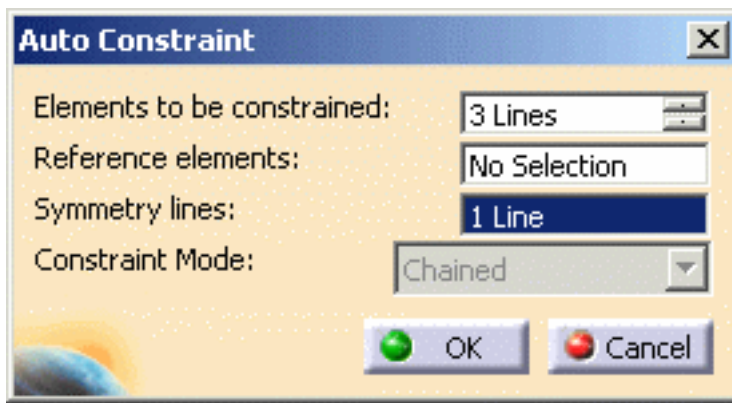 Auto Constraint
Elements to be constrained: 3 Lines
Reference elements: No Selection
Symmetry lines: 1 Line
Constraint Mode: Chained
OK Cancel